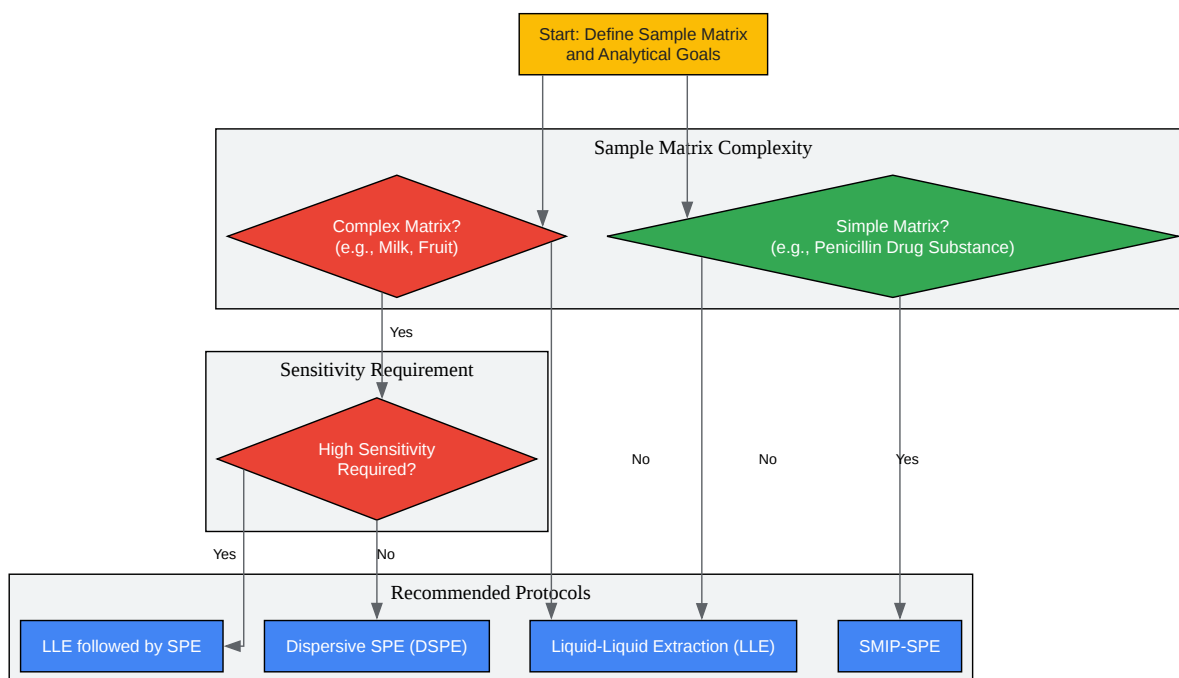 Start: Define Sample Matrix
and Analytical Goals
Sample Matrix Complexity
Complex Matrix?
(e.g., Milk, Fruit)
Simple Matrix?
(e.g., Penicillin Drug Substance)
Yes
Sensitivity Requirement
High Sensitivity
Required?
No
No
Yes
Yes
No
Recommended Protocols
LLE followed by SPE
Dispersive SPE (DSPE)
Liquid-Liquid Extraction (LLE)
SMIP-SPE